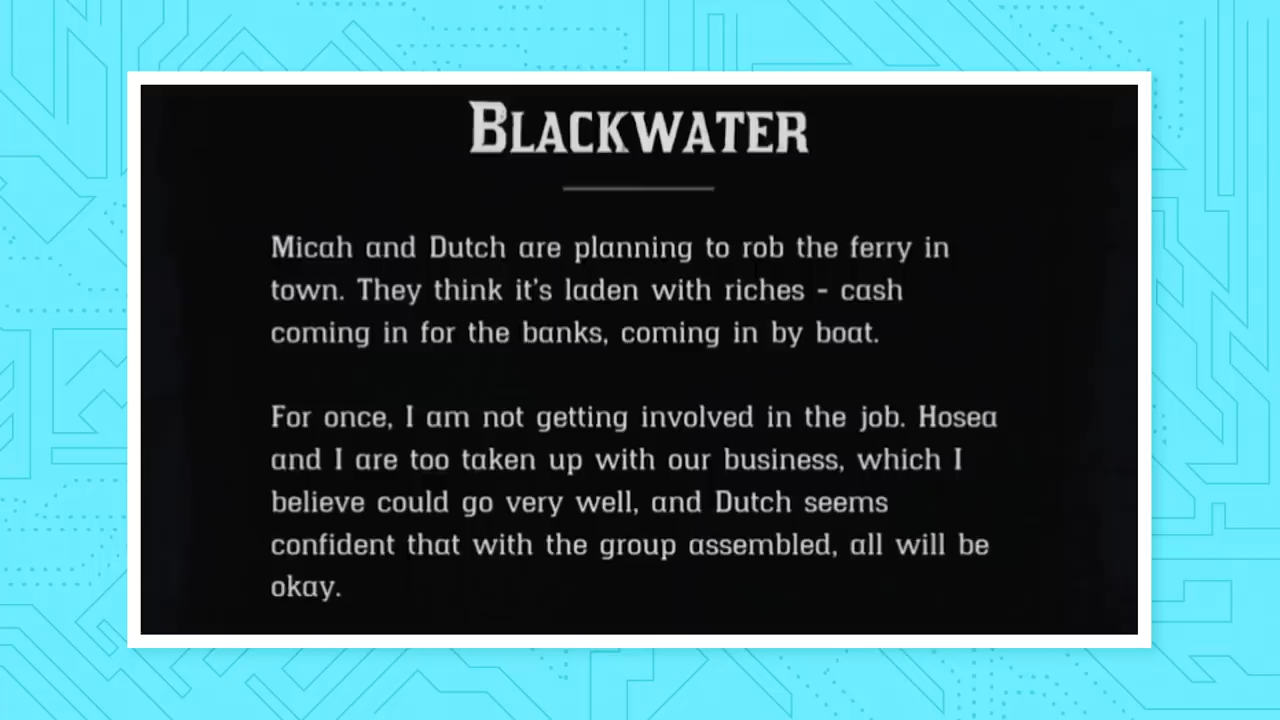 BLACKWATER
Micah and Dutch are planning to rob the ferry in
town. They think it's laden with riches - cash
coming in for the banks, coming in by boat.
For once, I am not getting involved in the job. Hosea
and I are too taken up with our business, which I
believe could go very well, and Dutch seems
confident that with the group assembled, all will be
okay.